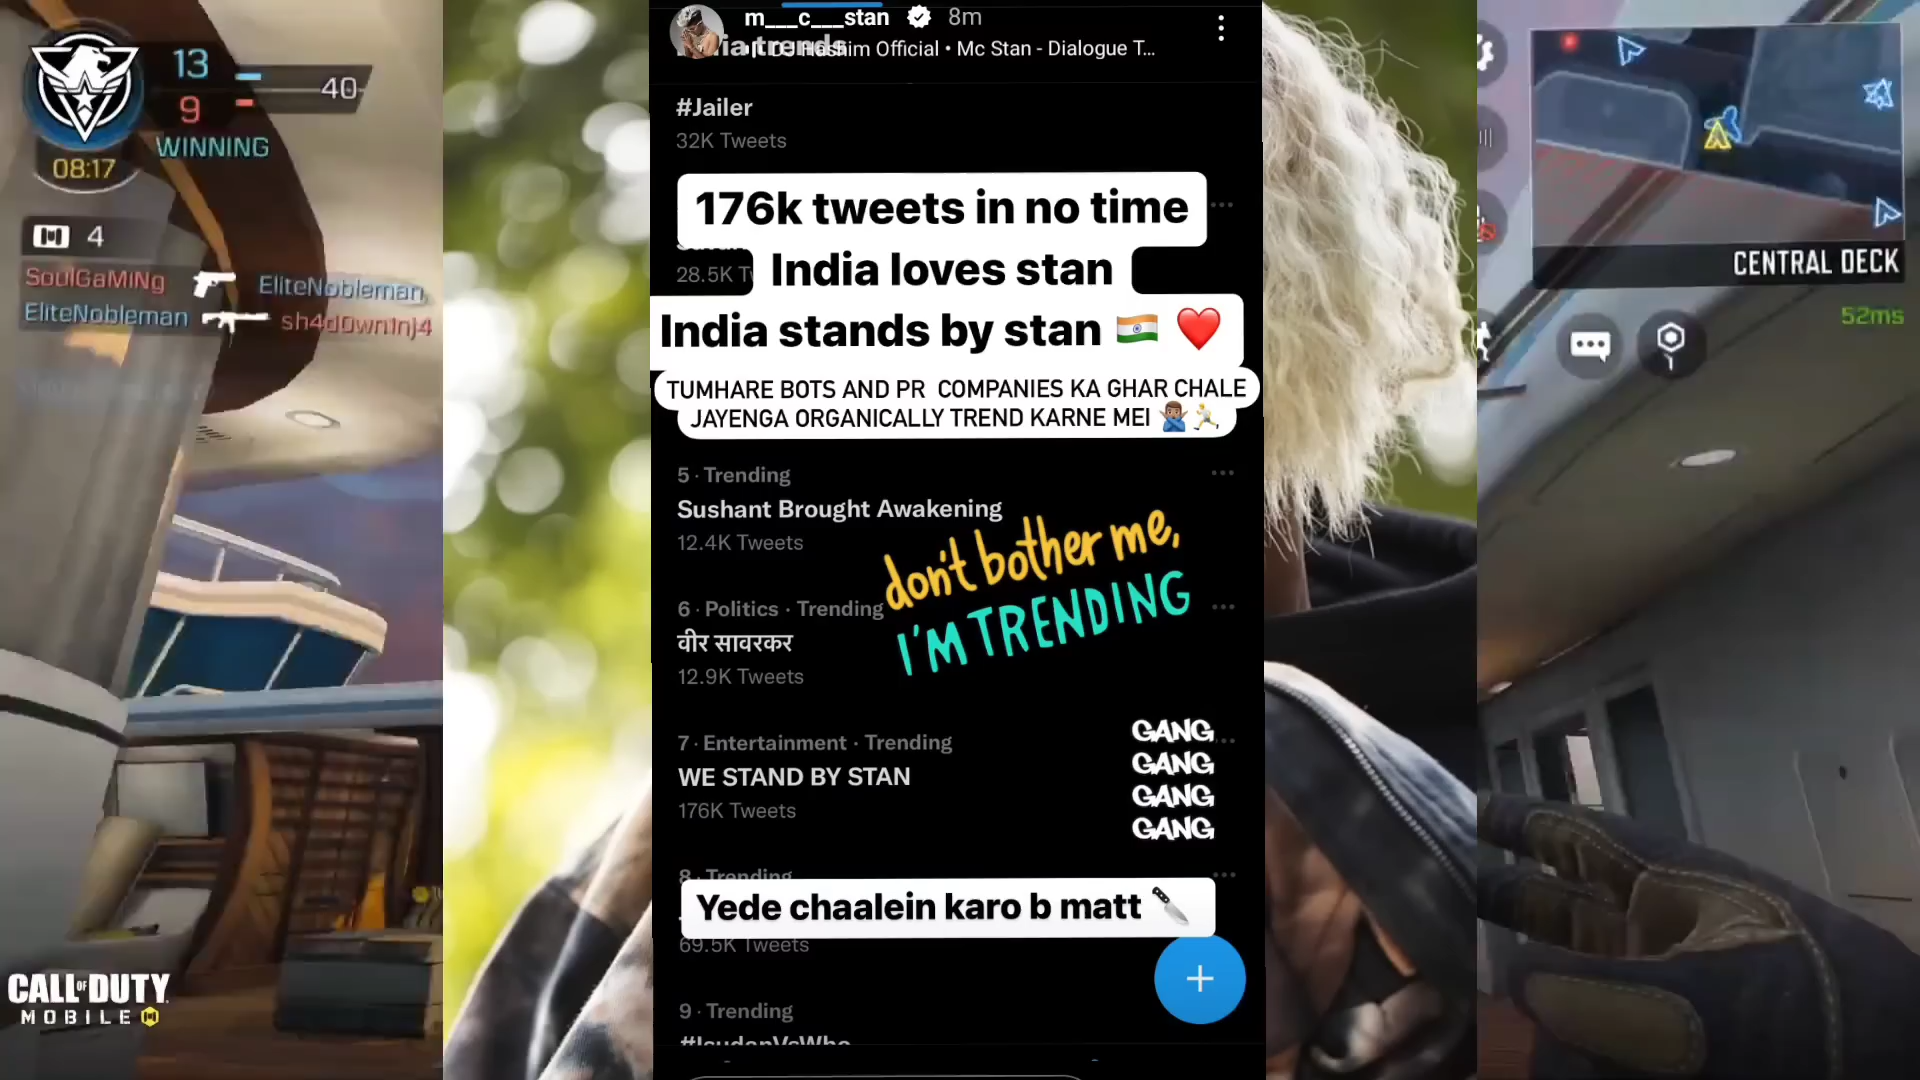 13
40
9
WINNING
08:17
4
SoulGaMiNg EliteNobleman
EliteNobleman sh4d0wn1nj4
CALL OF DUTY
MOBILE
m___c___stan 8m
Hashim Official • Mc Stan - Dialogue T...
#Jailer
32K Tweets
176k tweets in no time
India loves stan
28.5K
India stands by stan 🇮🇳 ❤️
TUMHARE BOTS AND PR COMPANIES KA GHAR CHALE
JAYENGA ORGANICALLY TREND KARNE MEI 🙅🏽‍♂️🏃
5 · Trending
Sushant Brought Awakening
12.4K Tweets
don't bother me,
I'M TRENDING
6 · Politics · Trending
वीर सावरकर
12.9K Tweets
7 · Entertainment · Trending
WE STAND BY STAN
176K Tweets
GANG
GANG
GANG
GANG
8 · Trending
Yede chaalein karo b matt 🔪
69.5K Tweets
9 · Trending
CENTRAL DECK
52ms